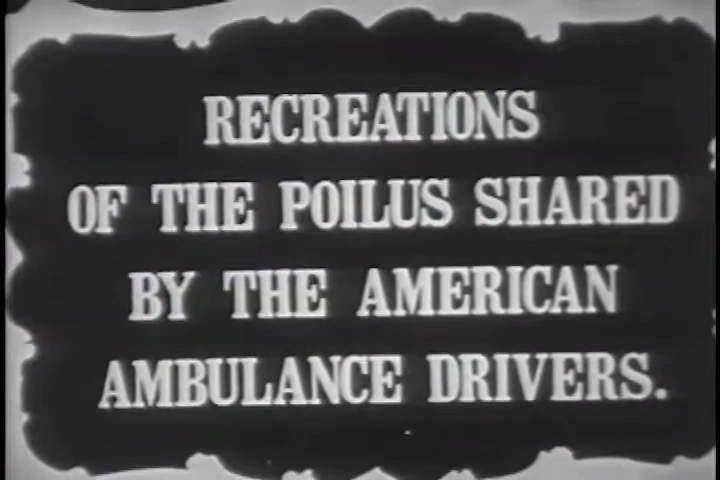 RECREATIONS
OF THE POILUS SHARED
BY THE AMERICAN
AMBULANCE DRIVERS.